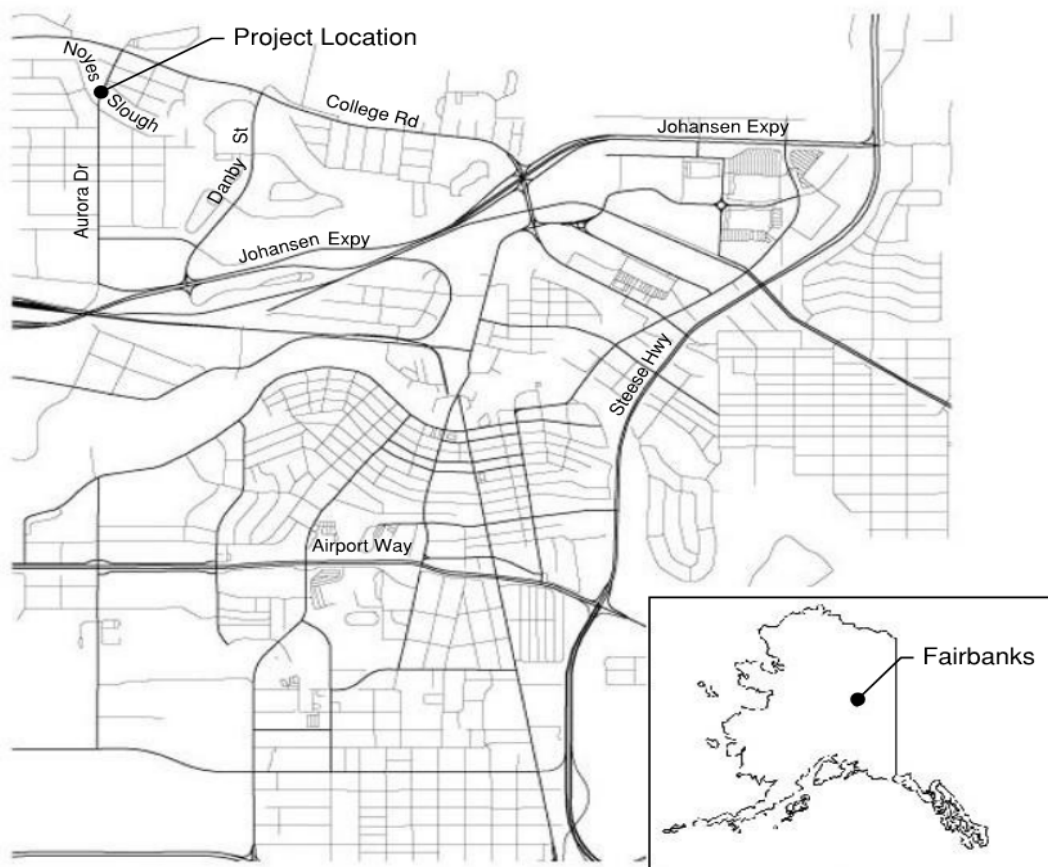 Project Location
Noyes
Slough
College Rd
Johansen Expy
Danby St
Aurora Dr
Johansen Expy
Steese Hwy
Airport Way
Fairbanks